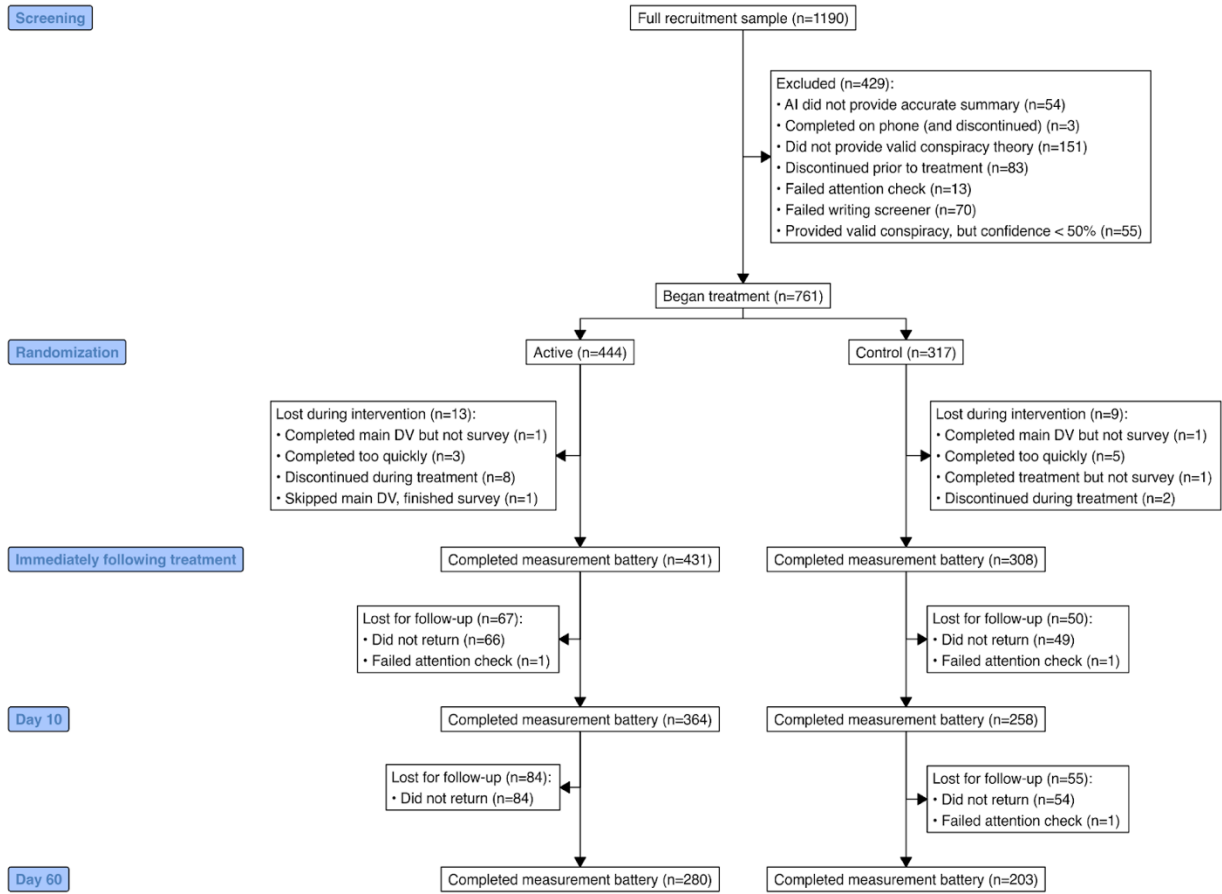 Screening
Full recruitment sample (n=1190)
Excluded (n=429):
• AI did not provide accurate summary (n=54)
• Completed on phone (and discontinued) (n=3)
• Did not provide valid conspiracy theory (n=151)
• Discontinued prior to treatment (n=83)
• Failed attention check (n=13)
• Failed writing screener (n=70)
• Provided valid conspiracy, but confidence < 50% (n=55)
Began treatment (n=761)
Randomization
Active (n=444)
Control (n=317)
Lost during intervention (n=13):
• Completed main DV but not survey (n=1)
• Completed too quickly (n=3)
• Discontinued during treatment (n=8)
• Skipped main DV, finished survey (n=1)
Lost during intervention (n=9):
• Completed main DV but not survey (n=1)
• Completed too quickly (n=5)
• Completed treatment but not survey (n=1)
• Discontinued during treatment (n=2)
Immediately following treatment
Completed measurement battery (n=431)
Completed measurement battery (n=308)
Lost for follow-up (n=67):
• Did not return (n=66)
• Failed attention check (n=1)
Lost for follow-up (n=50):
• Did not return (n=49)
• Failed attention check (n=1)
Day 10
Completed measurement battery (n=364)
Completed measurement battery (n=258)
Lost for follow-up (n=84):
• Did not return (n=84)
Lost for follow-up (n=55):
• Did not return (n=54)
• Failed attention check (n=1)
Day 60
Completed measurement battery (n=280)
Completed measurement battery (n=203)